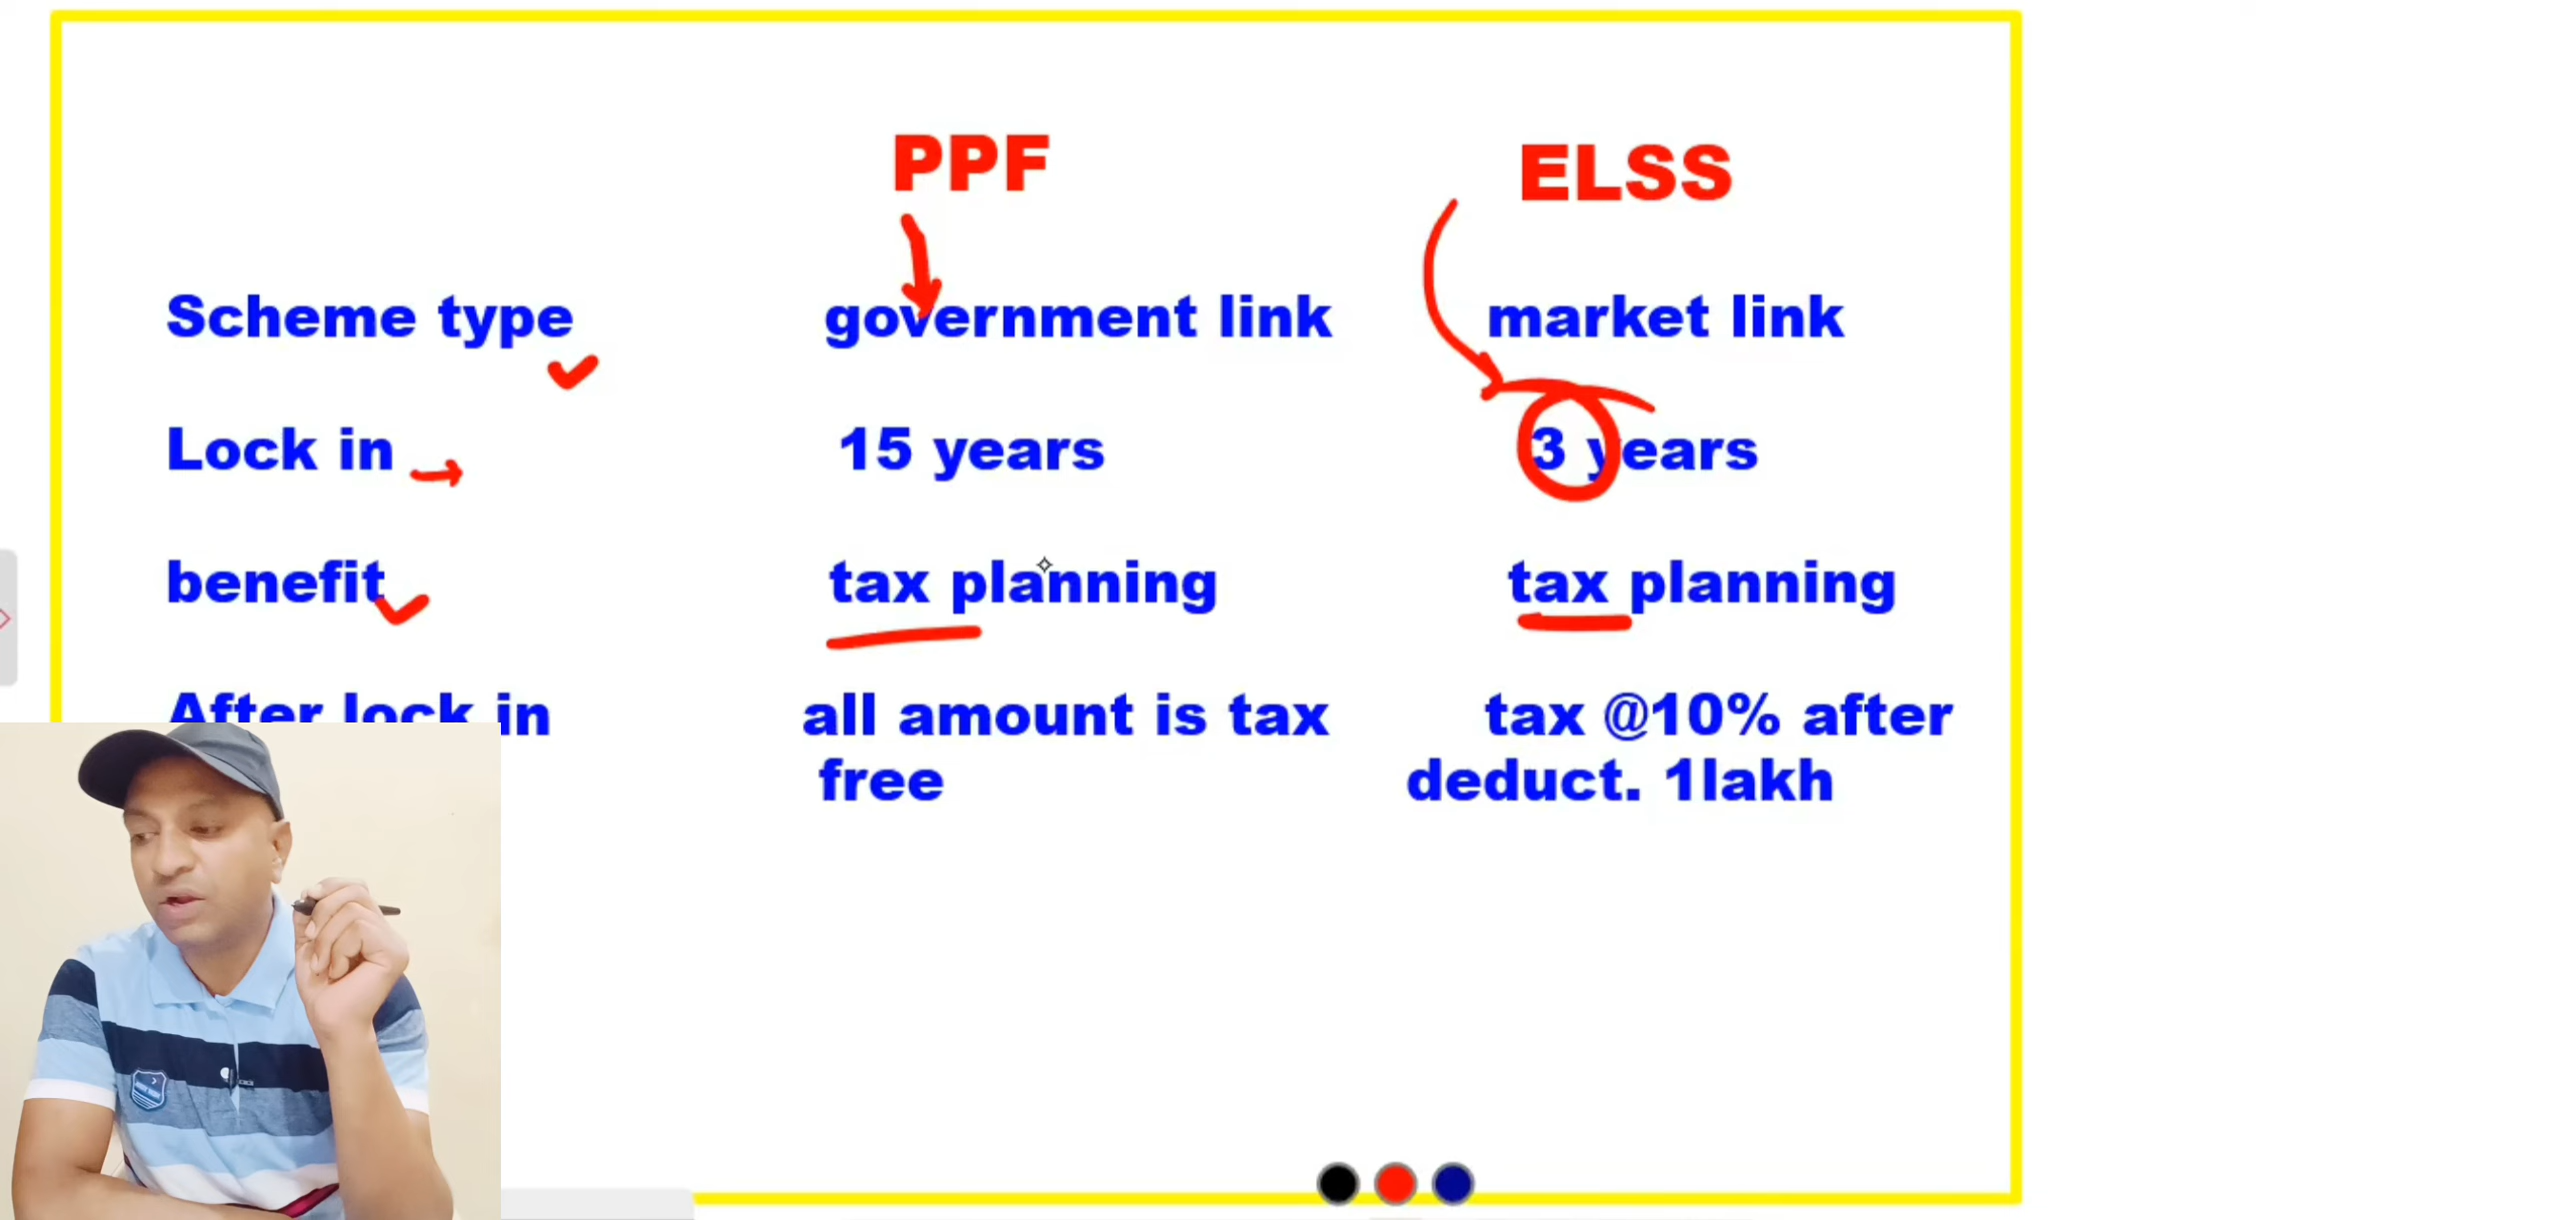 PPF ELSS
Scheme type government link market link
Lock in 15 years 3 years
benefit tax planning tax planning
After lock in all amount is tax tax @10% after
free deduct. 1lakh